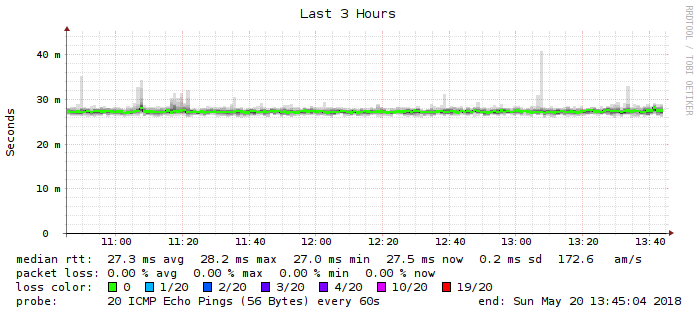 Last 3 Hours
RRDTOOL / TOBI OETIKER
Seconds
40 m
30 m
20 m
10 m
0
11:00 11:20 11:40 12:00 12:20 12:40 13:00 13:20 13:40
median rtt: 27.3 ms avg 28.2 ms max 27.0 ms min 27.5 ms now 0.2 ms sd 172.6 am/s
packet loss: 0.00 % avg 0.00 % max 0.00 % min 0.00 % now
loss color: 0 1/20 2/20 3/20 4/20 10/20 19/20
probe: 20 ICMP Echo Pings (56 Bytes) every 60s end: Sun May 20 13:45:04 2018